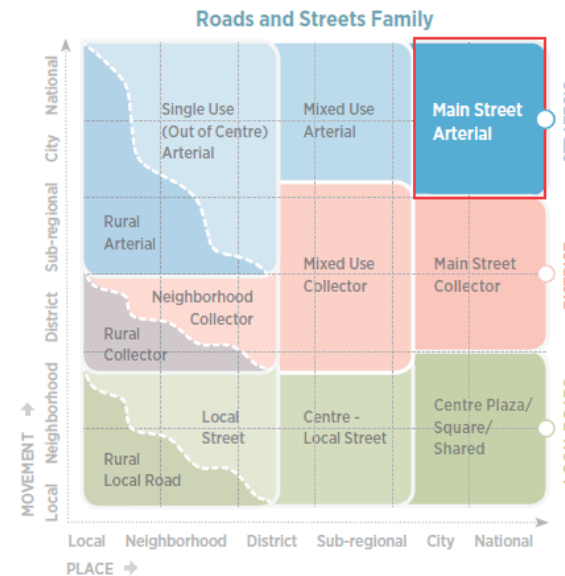 Roads and Streets Family
National
City
Sub-regional
District
Neighborhood
Local
MOVEMENT
Single Use
(Out of Centre)
Arterial
Mixed Use
Arterial
Main Street
Arterial
Rural
Arterial
Mixed Use
Collector
Main Street
Collector
Neighborhood
Collector
Rural
Collector
Local
Street
Centre -
Local Street
Centre Plaza/
Square/
Shared
Rural
Local Road
Local Neighborhood District Sub-regional City National
PLACE